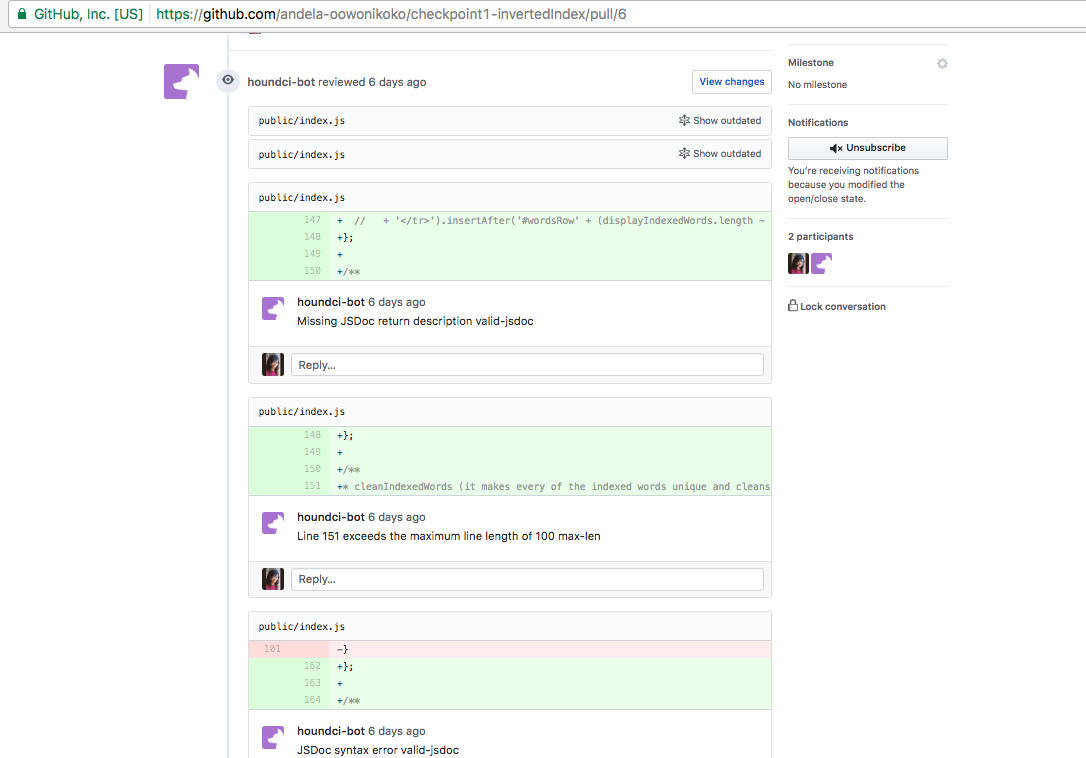 GitHub, Inc. [US] https://github.com/andela-oowonikoko/checkpoint1-invertedIndex/pull/6
houndci-bot reviewed 6 days ago
View changes
public/index.js Show outdated
public/index.js Show outdated
public/index.js
147 + // + '</tr>').insertAfter('#wordsRow' + (displayIndexedWords.length -
148 +};
149 +
150 +/**
houndci-bot 6 days ago
Missing JSDoc return description valid-jsdoc
Reply...
public/index.js
148 +};
149 +
150 +/**
151 +* cleanIndexedWords (it makes every of the indexed words unique and cleans
houndci-bot 6 days ago
Line 151 exceeds the maximum line length of 100 max-len
Reply...
public/index.js
101 -}
162 +};
163 +
164 +/**
houndci-bot 6 days ago
JSDoc syntax error valid-jsdoc
Milestone
No milestone
Notifications
Unsubscribe
You're receiving notifications
because you modified the
open/close state.
2 participants
Lock conversation